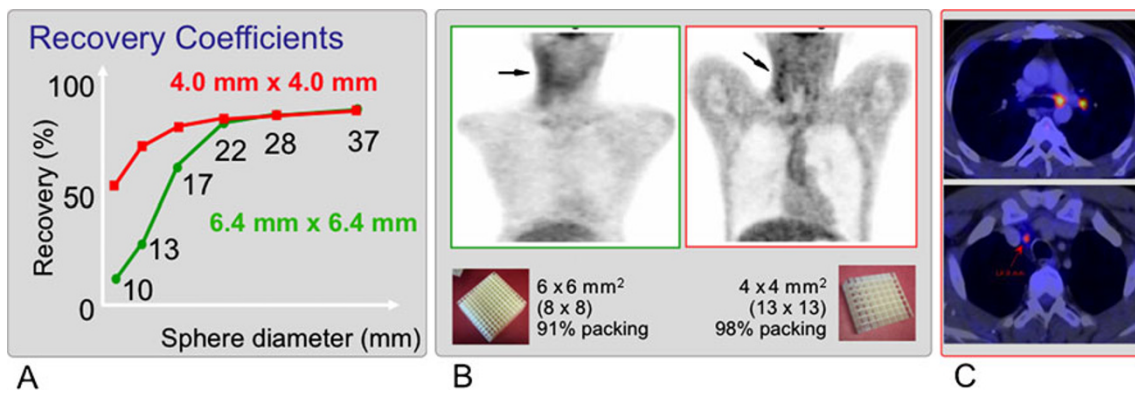 Recovery Coefficients
100
4.0 mm x 4.0 mm
Recovery (%)
50
0
10
13
17
22
28
37
6.4 mm x 6.4 mm
Sphere diameter (mm)
A
6 x 6 mm²
(8 x 8)
91% packing
4 x 4 mm²
(13 x 13)
98% packing
B
C